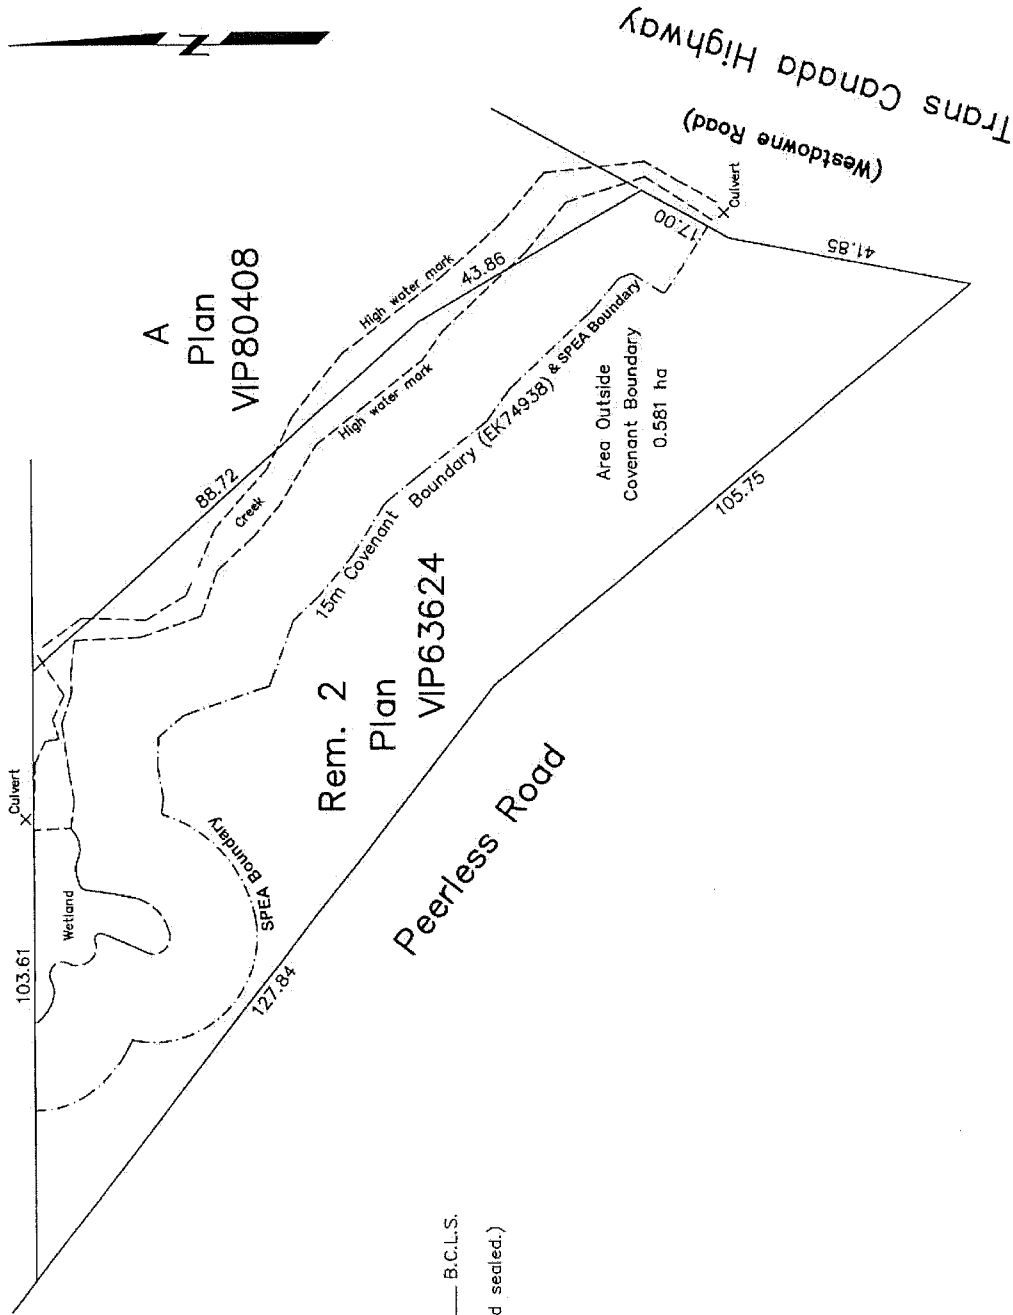 N
Trans Canada Highway
(Westdowne Road)
A
Plan
VIP80408
Culvert
17.00
41.85
High water mark
43.86
High water mark
88.72
Creek
15m Covenant Boundary (EK74938) & SPEA Boundary
Area Outside
Covenant Boundary
0.581 ha
105.75
Rem. 2
Plan
VIP63624
Culvert
Wetland
103.61
SPEA Boundary
127.84
Peerless Road
B.C.L.S.
d sealed.)